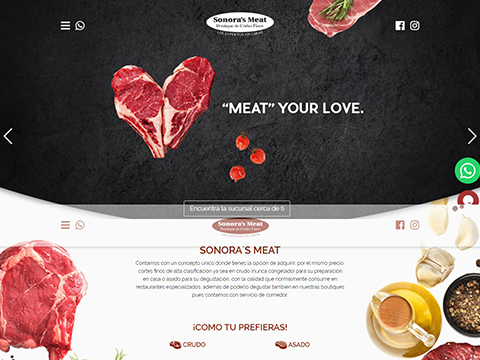 Sonora's Meat
Boutique de Cortes Finos
LOS EXPERTOS EN CARNE
“MEAT” YOUR LOVE.
Encuentra la sucursal cerca de ti
Sonora's Meat
Boutique de Cortes Finos
SONORA´S MEAT
Contamos con un concepto único donde tienes la opción de adquirir, por el mismo precio,
cortes finos de alta clasificación ya sea en crudo (nunca congelado) para su preparación
en casa o asado para su degustación, con la calidad que normalmente consume en
restaurantes especializados, además de poderlo degustar también en nuestras boutiques
pues contamos con servicio de comedor.
¡COMO TU PREFIERAS!
CRUDO
ASADO